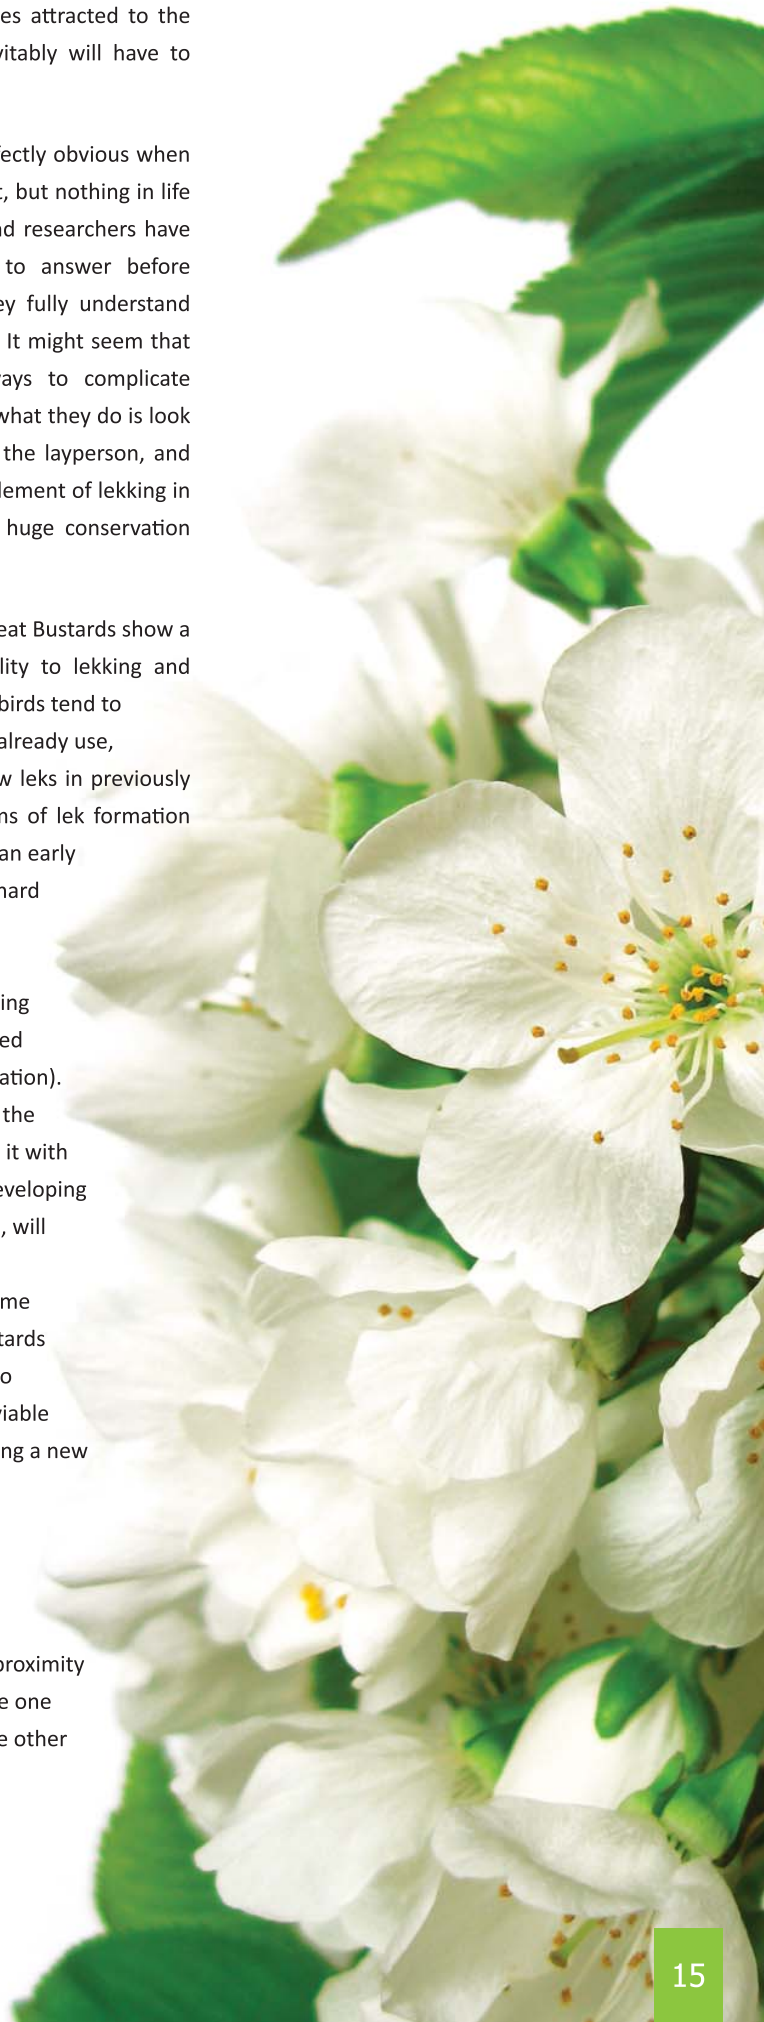 es attracted to the
vitably will have to
fectly obvious when
t, but nothing in life
nd researchers have
to answer before
ey fully understand
It might seem that
ays to complicate
what they do is look
the layperson, and
lement of lekking in
huge conservation
eat Bustards show a
lity to lekking and
birds tend to
already use,
w leks in previously
ns of lek formation
an early
hard
ing
ed
ation).
the
it with
eveloping
, will
me
tards
o
viable
ng a new
proximity
e one
e other
15